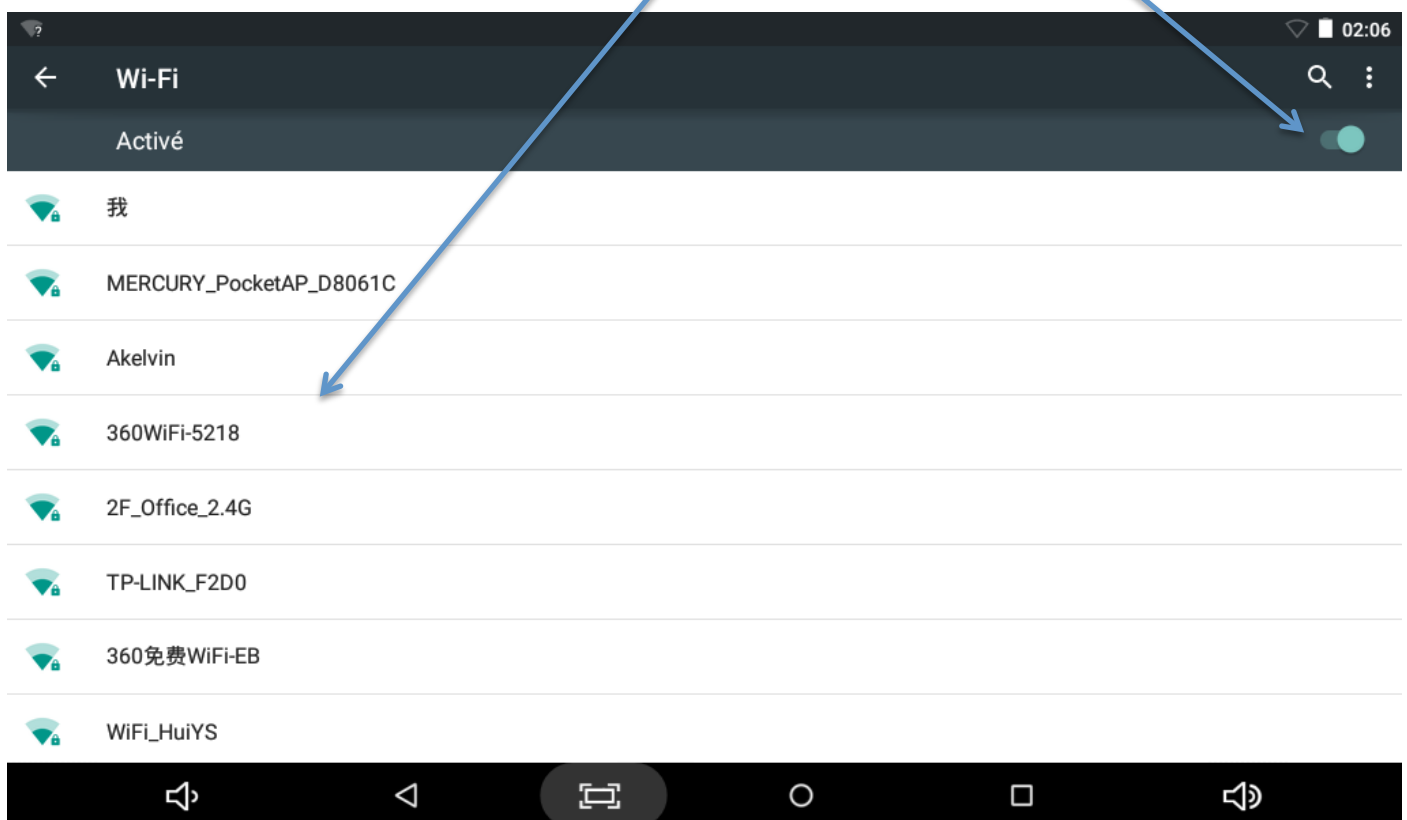 ?
02:06
Wi-Fi
Activé
我
MERCURY_PocketAP_D8061C
Akelvin
360WiFi-5218
2F_Office_2.4G
TP-LINK_F2D0
360免费WiFi-EB
WiFi_HuiYS